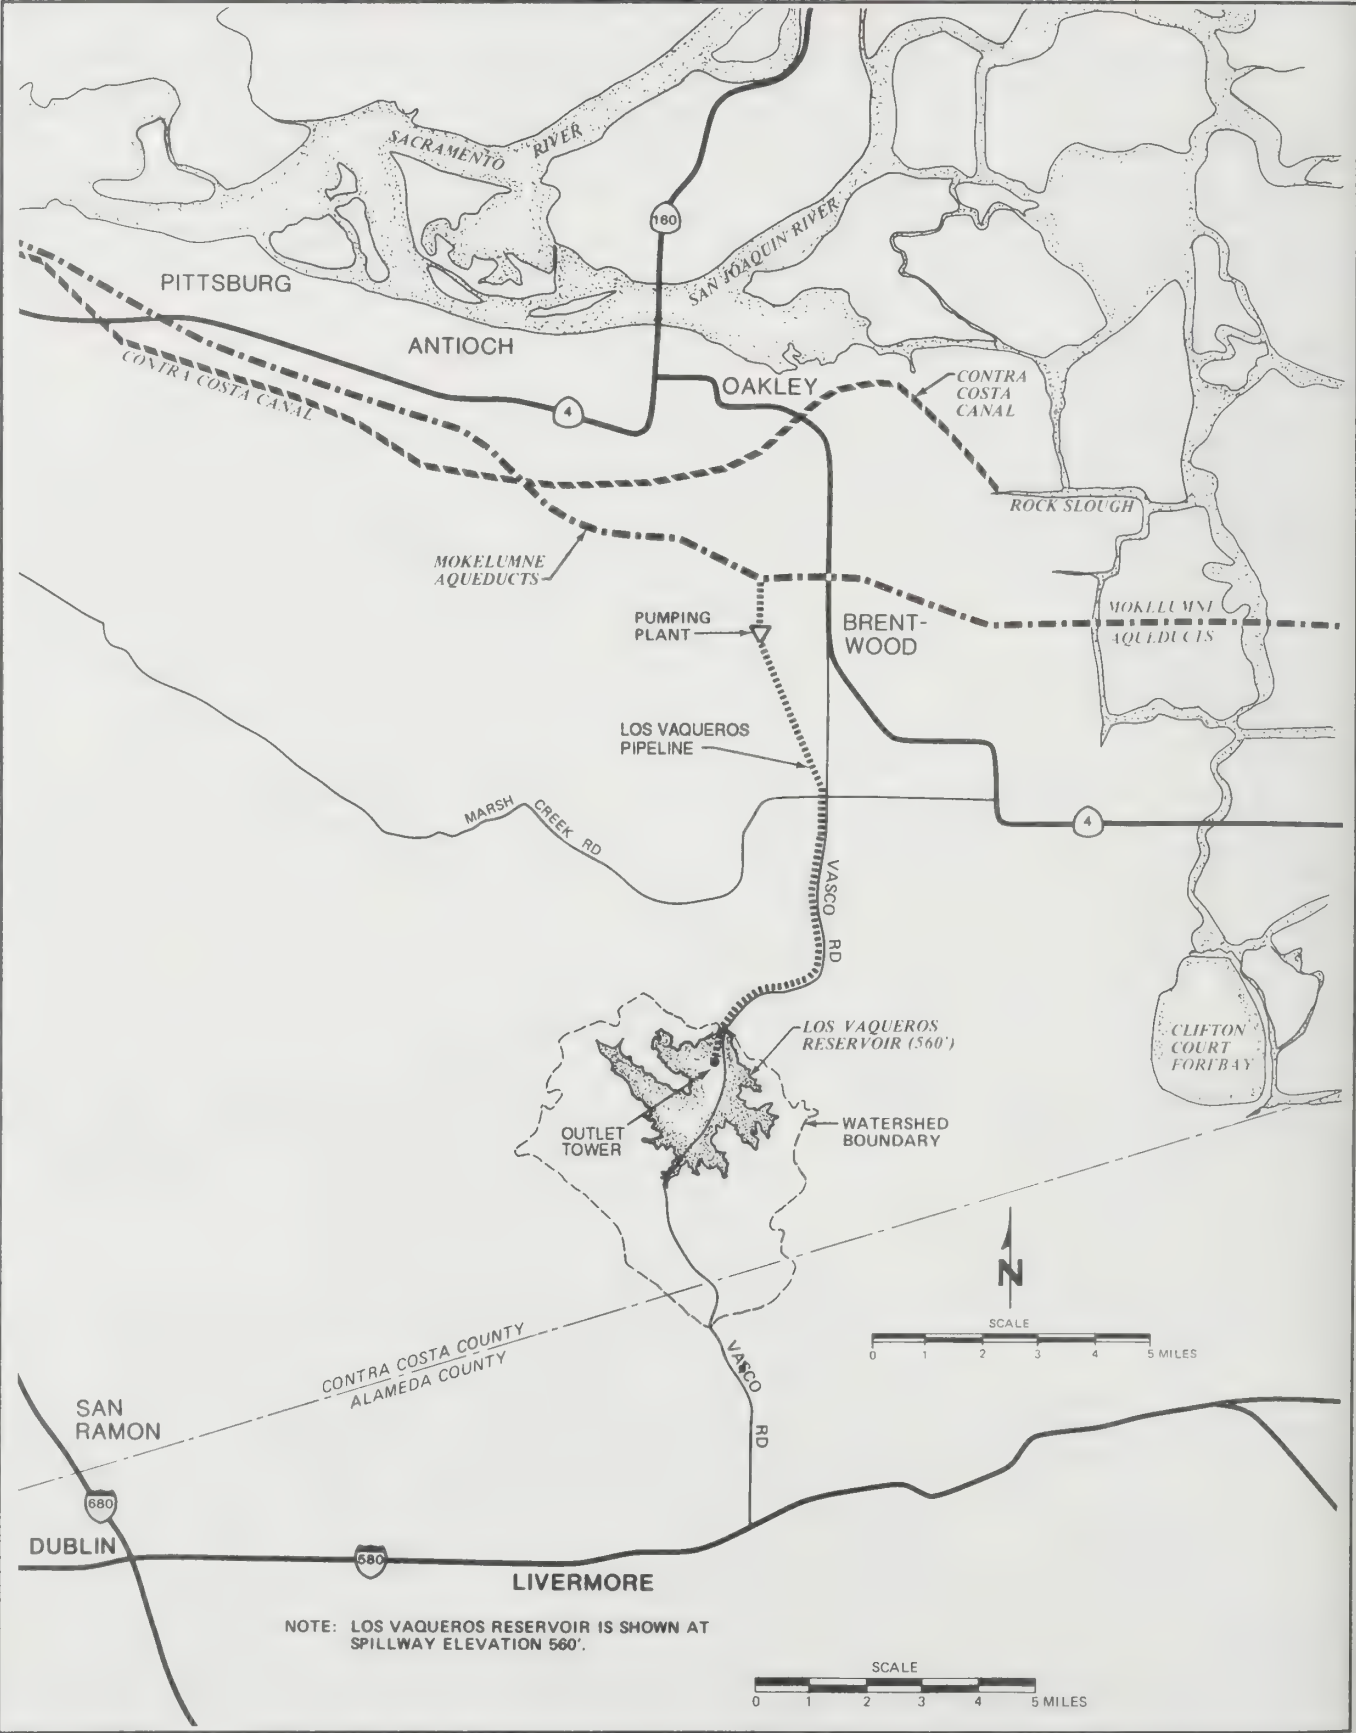 SACRAMENTO RIVER
160
SAN JOAQUIN RIVER
PITTSBURG
ANTIOCH
CONTRA COSTA CANAL
4
OAKLEY
CONTRA
COSTA
CANAL
ROCK SLOUGH
MOKELUMNE
AQUEDUCTS
PUMPING
PLANT
BRENT-
WOOD
MOKELUMNE
AQUEDUCTS
LOS VAQUEROS
PIPELINE
MARSH CREEK RD
4
VASCO RD
LOS VAQUEROS
RESERVOIR (560')
CLIFTON
COURT
FOREBAY
OUTLET
TOWER
WATERSHED
BOUNDARY
N
SCALE
0 1 2 3 4 5 MILES
CONTRA COSTA COUNTY
ALAMEDA COUNTY
VASCO RD
SAN
RAMON
680
DUBLIN
580
LIVERMORE
NOTE: LOS VAQUEROS RESERVOIR IS SHOWN AT
SPILLWAY ELEVATION 560'.
SCALE
0 1 2 3 4 5 MILES